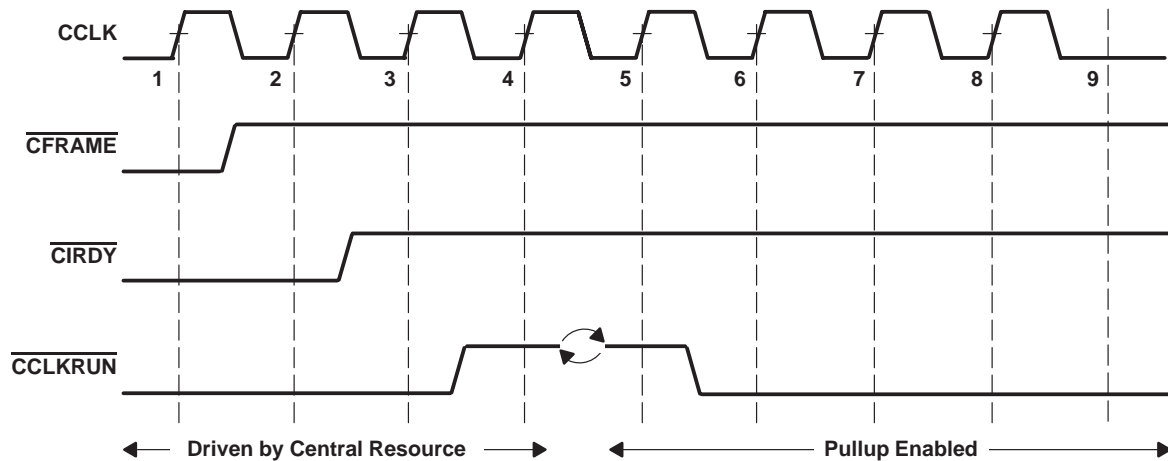 CCLK
1 2 3 4 5 6 7 8 9
CFRAME
CIRDY
CCLKRUN
Driven by Central Resource Pullup Enabled